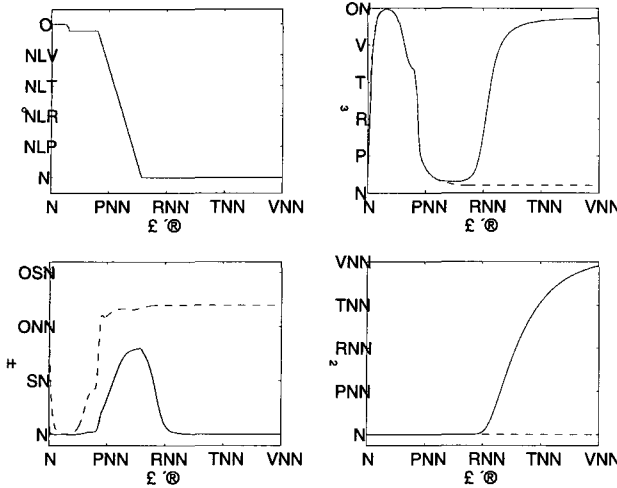 O
NLV
NLT
°NLR
NLP
N
N PNN RNN TNN VNN
£ ´®
ON
V
T
R
P
N
ω
N PNN RNN TNN VNN
£ ´®
OSN
ONN
SN
N
N PNN RNN TNN VNN
£ ´®
VNN
TNN
RNN
PNN
N
2
N PNN RNN TNN VNN
£ ´®